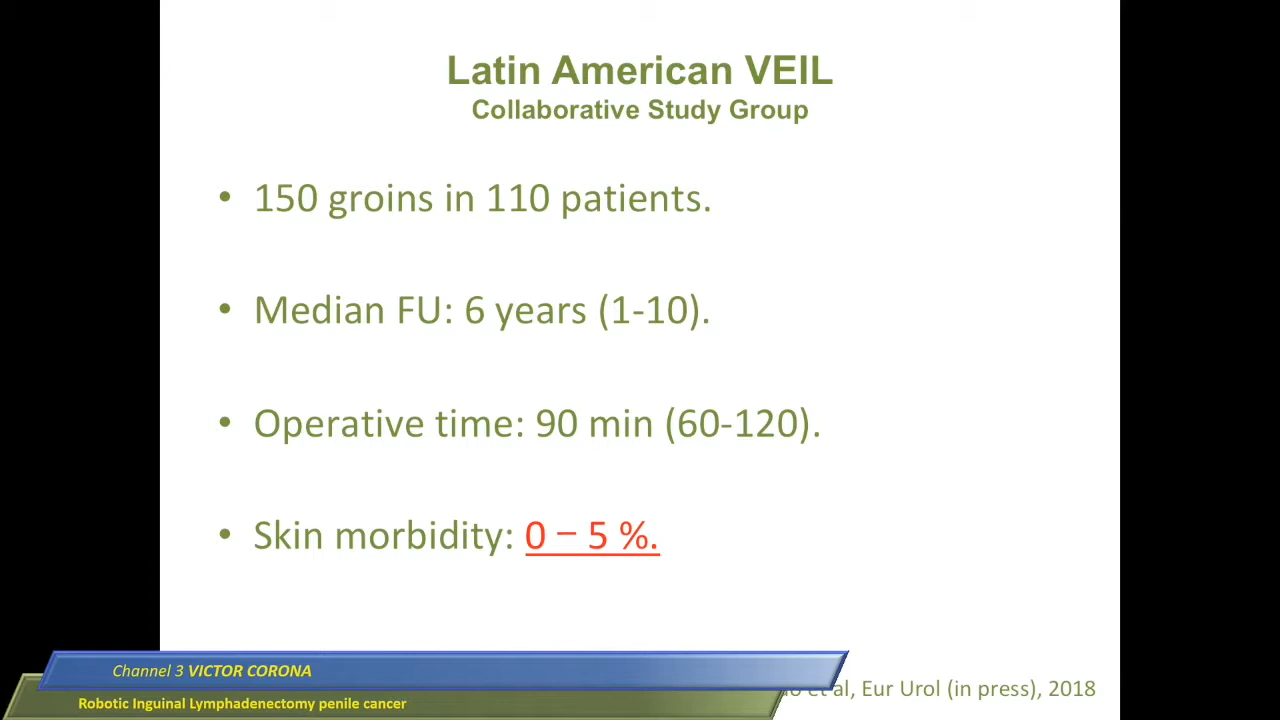 Latin American VEIL
Collaborative Study Group
• 150 groins in 110 patients.
• Median FU: 6 years (1-10).
• Operative time: 90 min (60-120).
• Skin morbidity: 0 – 5 %.
Channel 3 VICTOR CORONA
et al, Eur Urol (in press), 2018
Robotic Inguinal Lymphadenectomy penile cancer